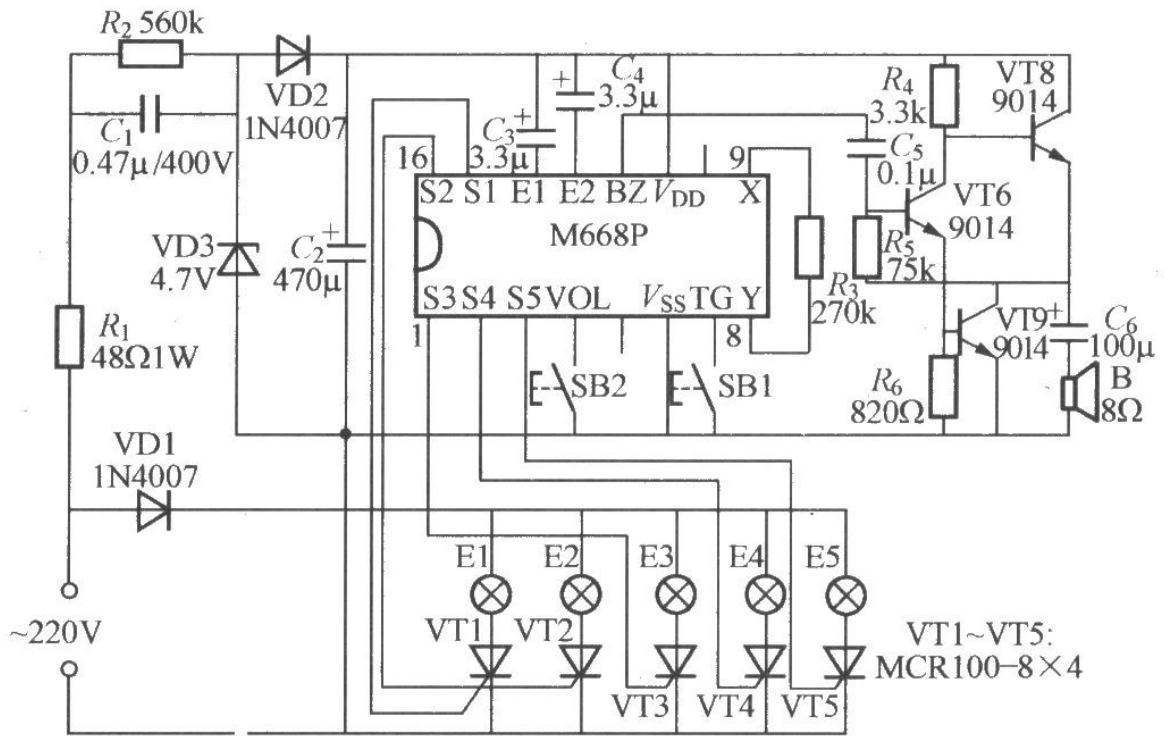 R2 560k
VD2
1N4007
C1
0.47μ/400V
VD3
4.7V
C2 +
470μ
R1
48Ω1W
VD1
1N4007
~220V
+ C4
3.3μ
C3 +
3.3μ
16
9
S2 S1 E1 E2 BZ VDD X
M668P
S3 S4 S5 VOL VSS TG Y
1
8
SB2
SB1
R3
270k
R4
3.3k
C5
0.1μ
VT8
9014
VT6
9014
R5
75k
VT9
9014
+ C6
100μ
R6
820Ω
B
8Ω
E1 E2 E3 E4 E5
VT1 VT2 VT3 VT4 VT5
VT1~VT5:
MCR100-8×4